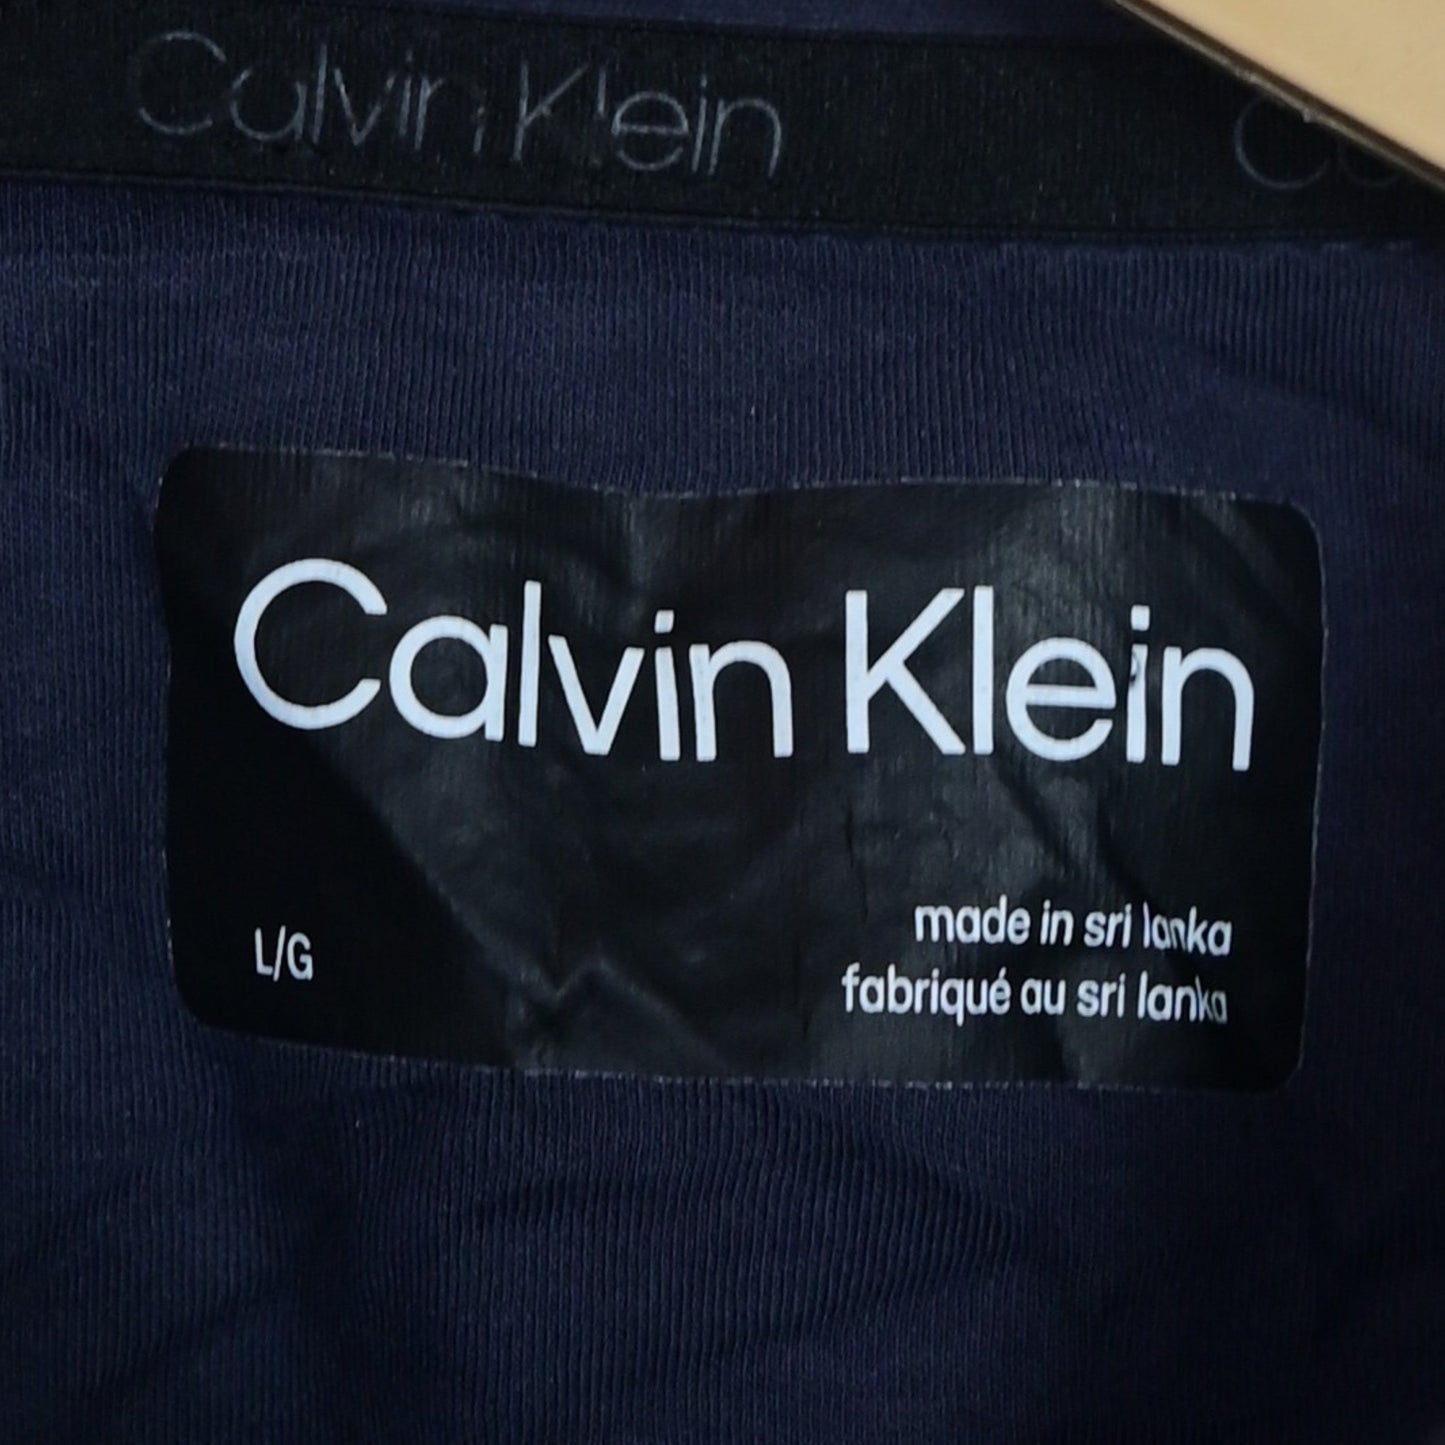 Calvin Klein
Calvin Klein
L/G
made in sri lanka
fabriqué au sri lanka